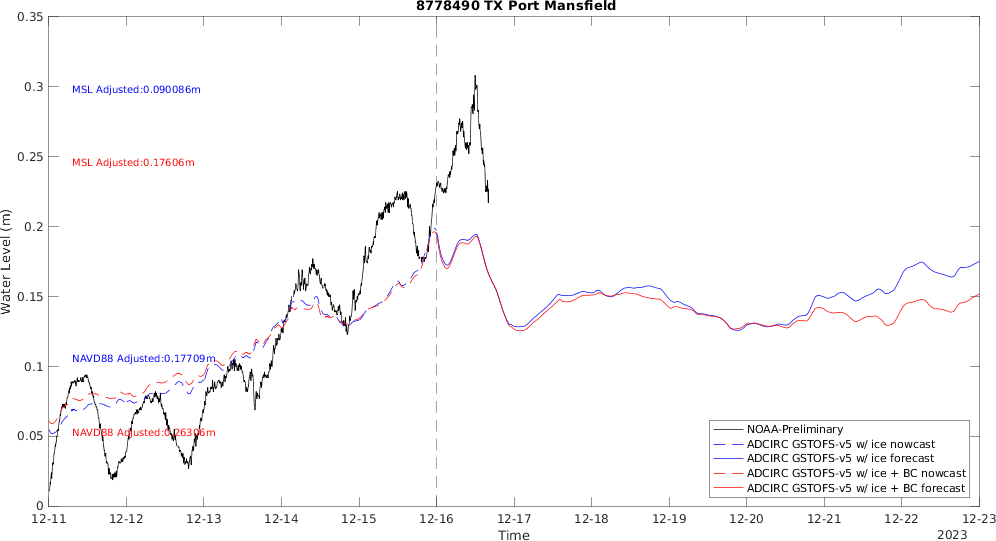 8778490 TX Port Mansfield
Water Level (m)
0.35
0.3
0.25
0.2
0.15
0.1
0.05
0
MSL Adjusted:0.090086m
MSL Adjusted:0.17606m
NAVD88 Adjusted:0.17709m
NAVD88 Adjusted:0.26306m
NOAA-Preliminary
ADCIRC GSTOFS-v5 w/ ice nowcast
ADCIRC GSTOFS-v5 w/ ice forecast
ADCIRC GSTOFS-v5 w/ ice + BC nowcast
ADCIRC GSTOFS-v5 w/ ice + BC forecast
12-11 12-12 12-13 12-14 12-15 12-16 12-17 12-18 12-19 12-20 12-21 12-22 12-23
Time
2023